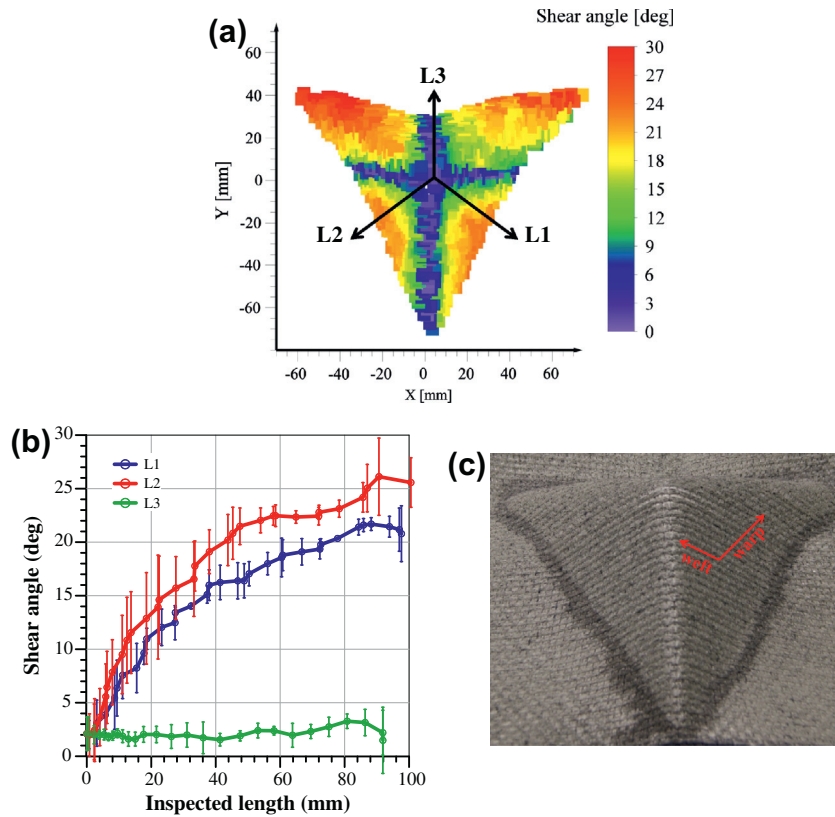 (a)
Shear angle [deg]
30
27
24
21
18
15
12
9
6
3
0
L3
L2
L1
60
40
20
0
-20
-40
-60
Y [mm]
-60 -40 -20 0 20 40 60
X [mm]
(b)
30
25
20
15
10
5
0
Shear angle (deg)
L1
L2
L3
0 20 40 60 80 100
Inspected length (mm)
(c)
weft
warp